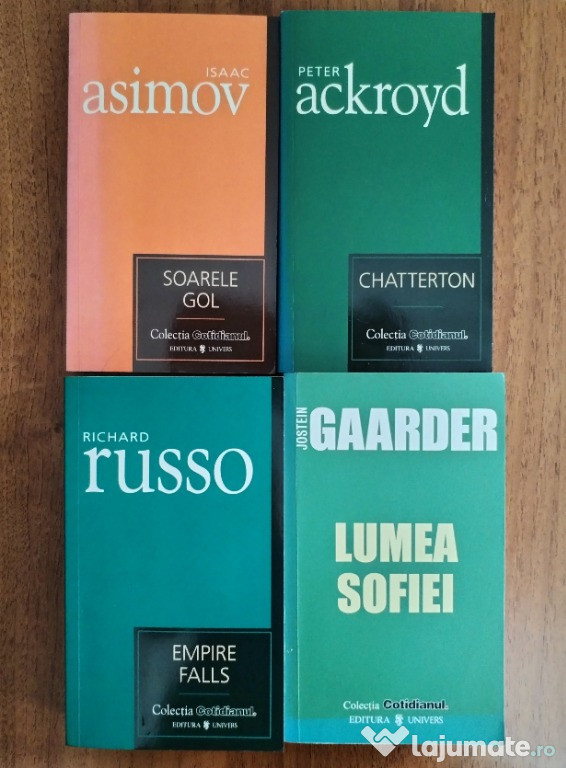 ISAAC
asimov
SOARELE
GOL
Colecția Cotidianul.
EDITURA UNIVERS
PETER
ackroyd
CHATTERTON
Colecția Cotidianul.
EDITURA UNIVERS
RICHARD
russo
EMPIRE
FALLS
Colecția Cotidianul.
EDITURA UNIVERS
JOSTEIN
GAARDER
LUMEA
SOFIEI
Colecția Cotidianul.
EDITURA UNIVERS
lajumate.ro